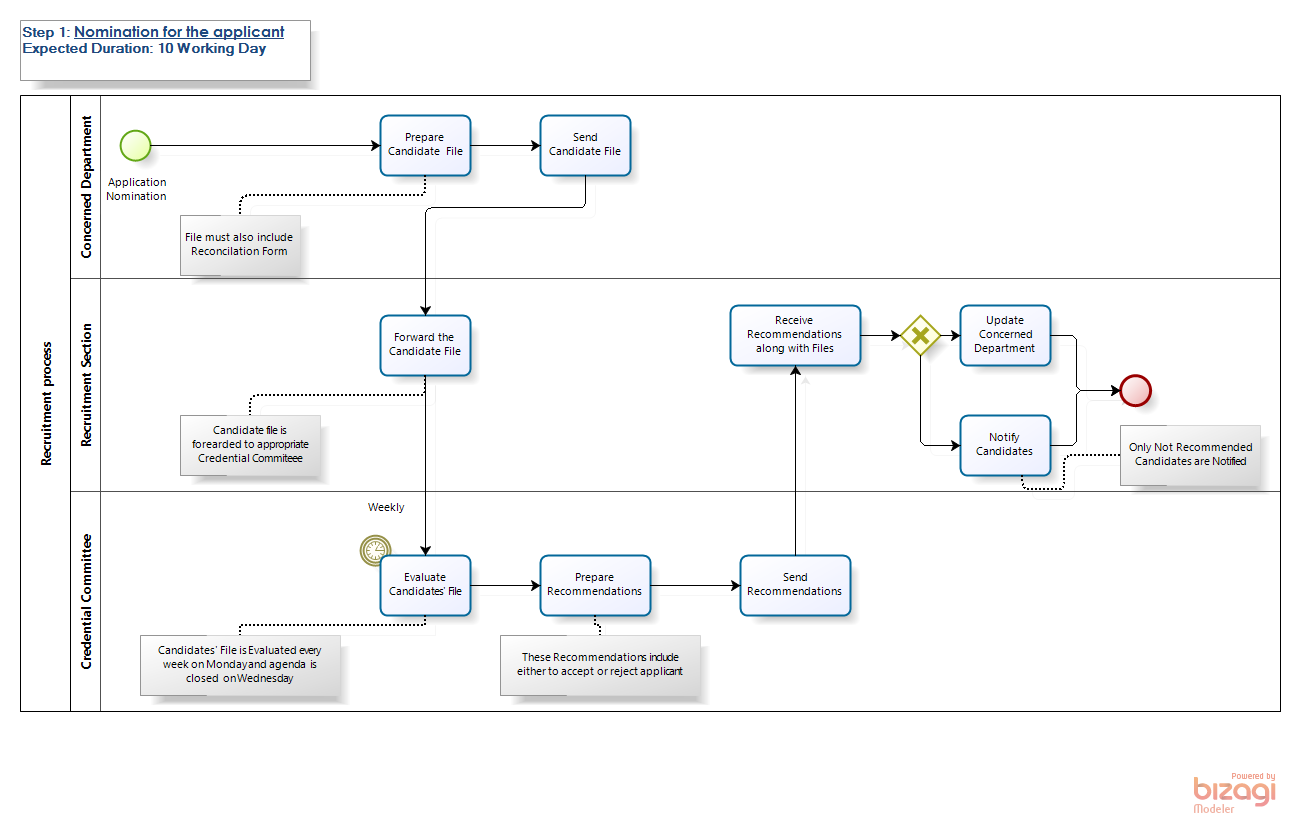 Step 1: Nomination for the applicant
Expected Duration: 10 Working Day
Recruitment process
Concerned Department
Application
Nomination
Prepare
Candidate File
Send
Candidate File
File must also include
Reconcilation Form
Recruitment Section
Forward the
Candidate File
Candidate file is
forearded to appropriate
Credential Commiteee
Receive
Recommendations
along with Files
Update
Concerned
Department
Notify
Candidates
Only Not Recommended
Candidates are Notified
Credential Committee
Weekly
Evaluate
Candidates' File
Prepare
Recommendations
Send
Recommendations
Candidates' File is Evaluated every
week on Monday and agenda is
closed on Wednesday
These Recommendations include
either to accept or reject applicant
Powered by
bizagi
Modeler